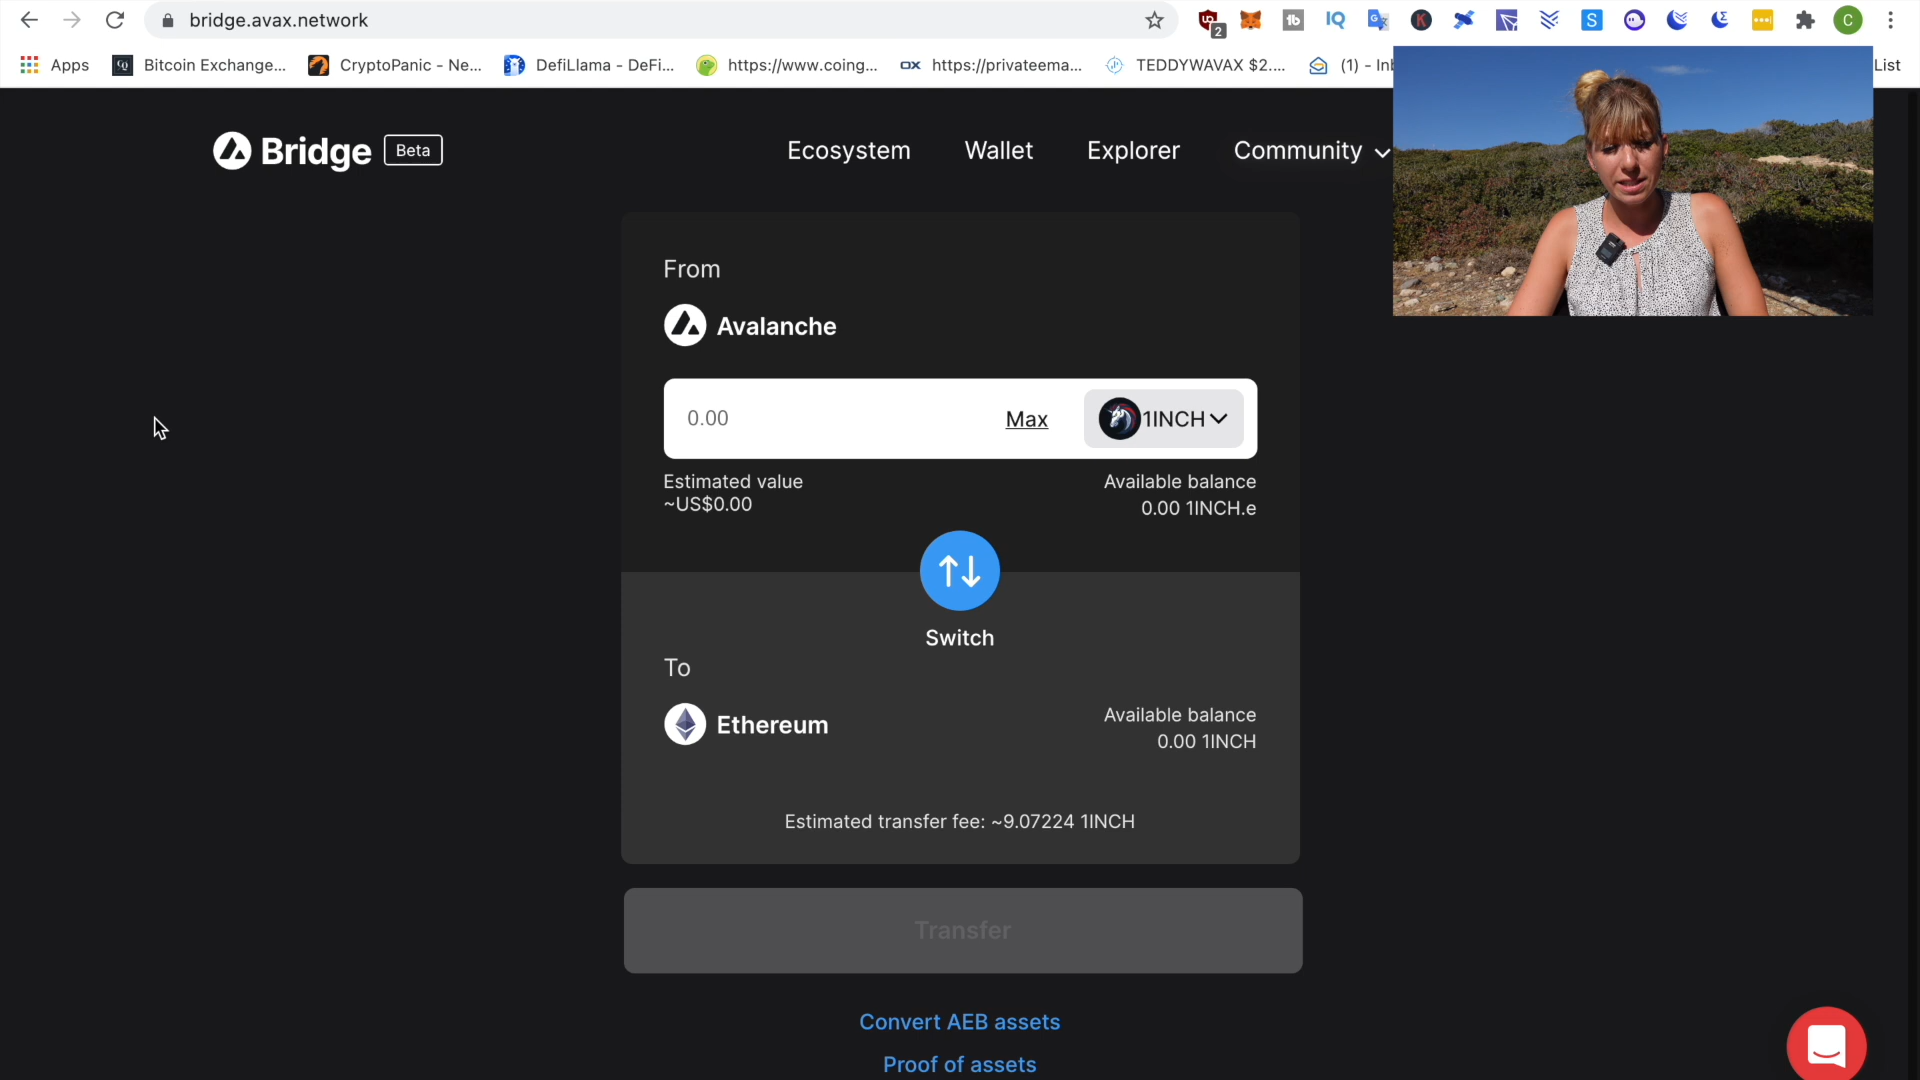 bridge.avax.network
2
C
Apps
Bitcoin Exchange...
CryptoPanic - Ne...
DefiLlama - DeFi...
https://www.coing...
OX
https://privateema...
TEDDYWAVAX $2....
(1) - Inb
List
Bridge
Beta
Ecosystem
Wallet
Explorer
Community
From
Avalanche
0.00
Max
1INCH
Estimated value
~US$0.00
Available balance
0.00 1INCH.e
Switch
To
Ethereum
Available balance
0.00 1INCH
Estimated transfer fee: ~9.07224 1INCH
Transfer
Convert AEB assets
Proof of assets